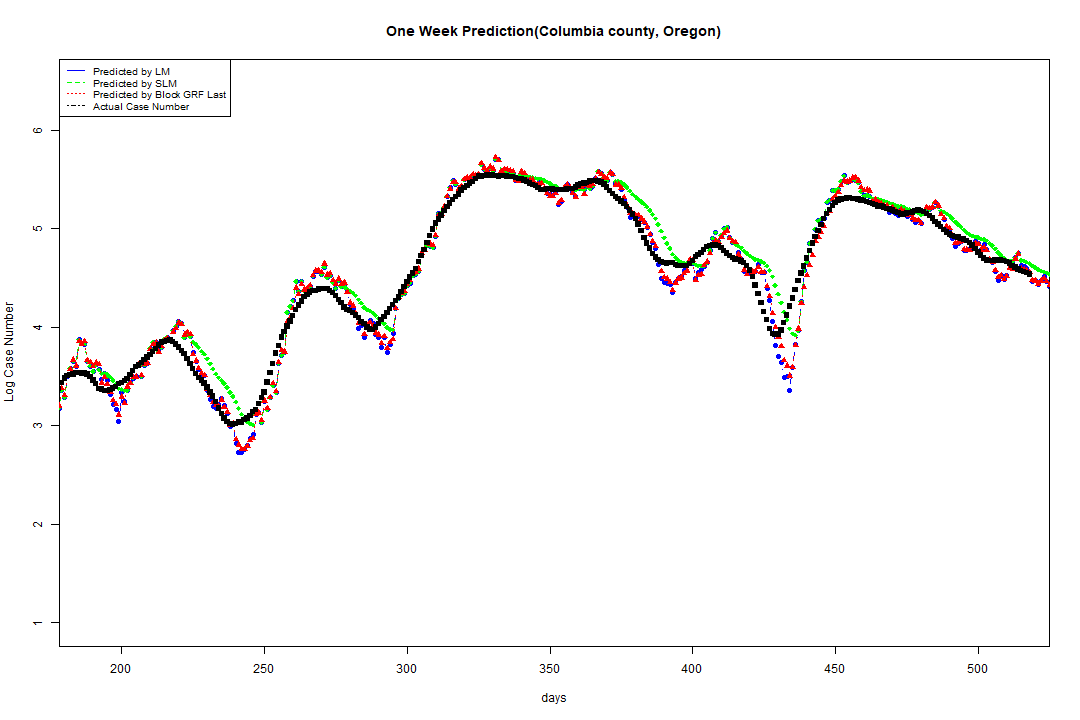 One Week Prediction(Columbia county, Oregon)
Predicted by LM
Predicted by SLM
Predicted by Block GRF Last
Actual Case Number
6
5
4
3
2
1
Log Case Number
200 250 300 350 400 450 500
days